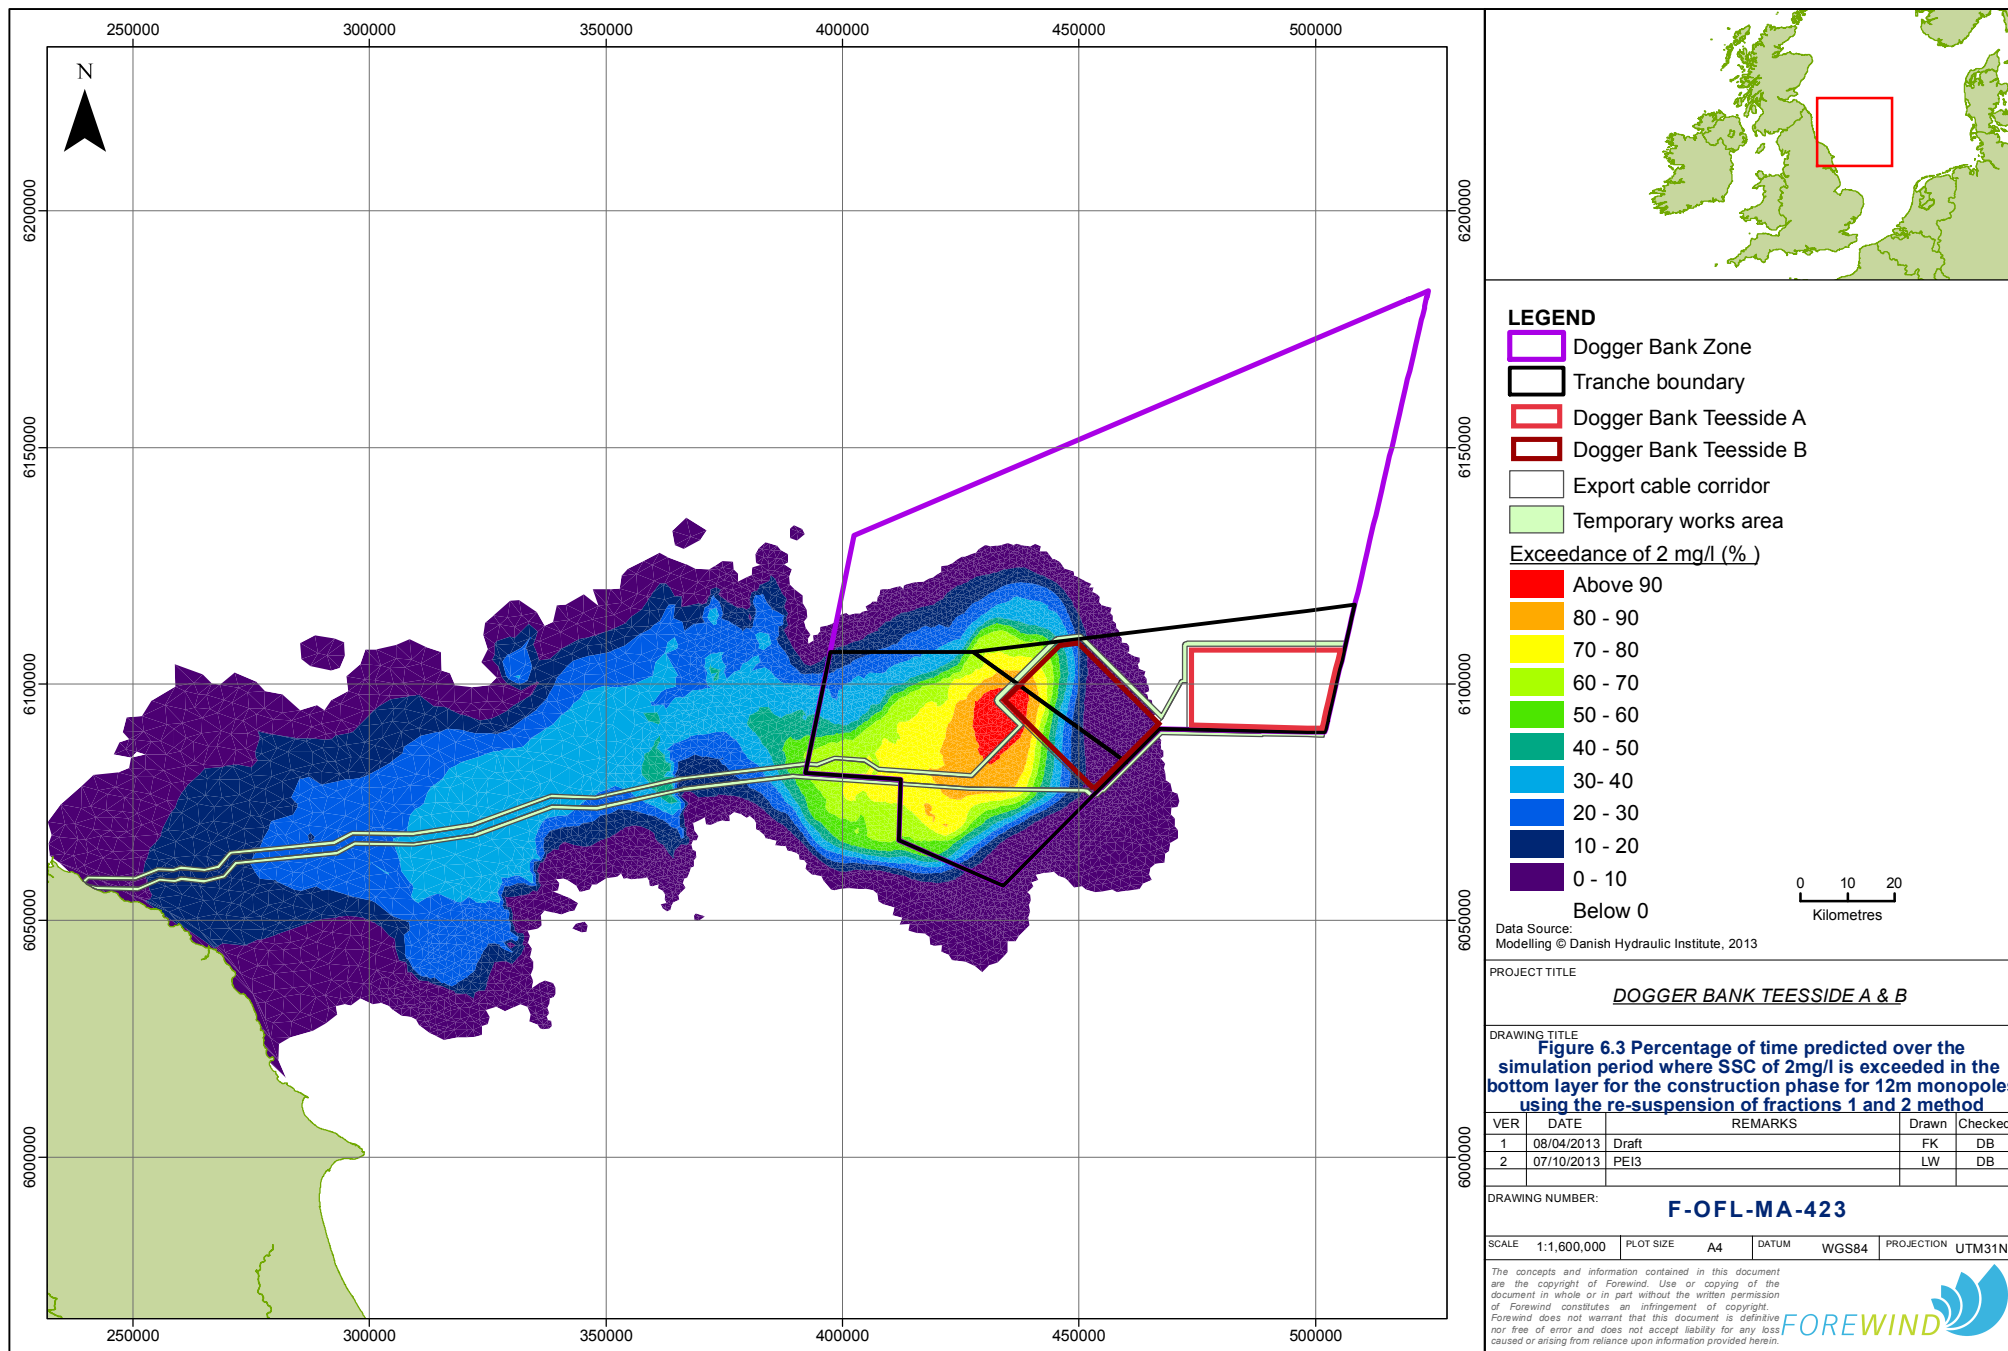 250000 300000 350000 400000 450000 500000
N
6200000 6200000
6150000 6150000
6100000 6100000
6050000 6050000
6000000 6000000
250000 300000 350000 400000 450000 500000
LEGEND
Dogger Bank Zone
Tranche boundary
Dogger Bank Teesside A
Dogger Bank Teesside B
Export cable corridor
Temporary works area
Exceedance of 2 mg/l (% )
Above 90
80 - 90
70 - 80
60 - 70
50 - 60
40 - 50
30- 40
20 - 30
10 - 20
0 - 10
Below 0
0 10 20
Kilometres
Data Source:
Modelling © Danish Hydraulic Institute, 2013
PROJECT TITLE
DOGGER BANK TEESSIDE A & B
DRAWING TITLE
Figure 6.3 Percentage of time predicted over the
simulation period where SSC of 2mg/l is exceeded in the
bottom layer for the construction phase for 12m monopoles
using the re-suspension of fractions 1 and 2 method
VER DATE REMARKS Drawn Checked
1 08/04/2013 Draft FK DB
2 07/10/2013 PEI3 LW DB
DRAWING NUMBER:
F-OFL-MA-423
SCALE 1:1,600,000 PLOT SIZE A4 DATUM WGS84 PROJECTION UTM31N
The concepts and information contained in this document
are the copyright of Forewind. Use or copying of the
document in whole or in part without the written permission
of Forewind constitutes an infringement of copyright.
Forewind does not warrant that this document is definitive
nor free of error and does not accept liability for any loss
caused or arising from reliance upon information provided herein.
FOREWIND